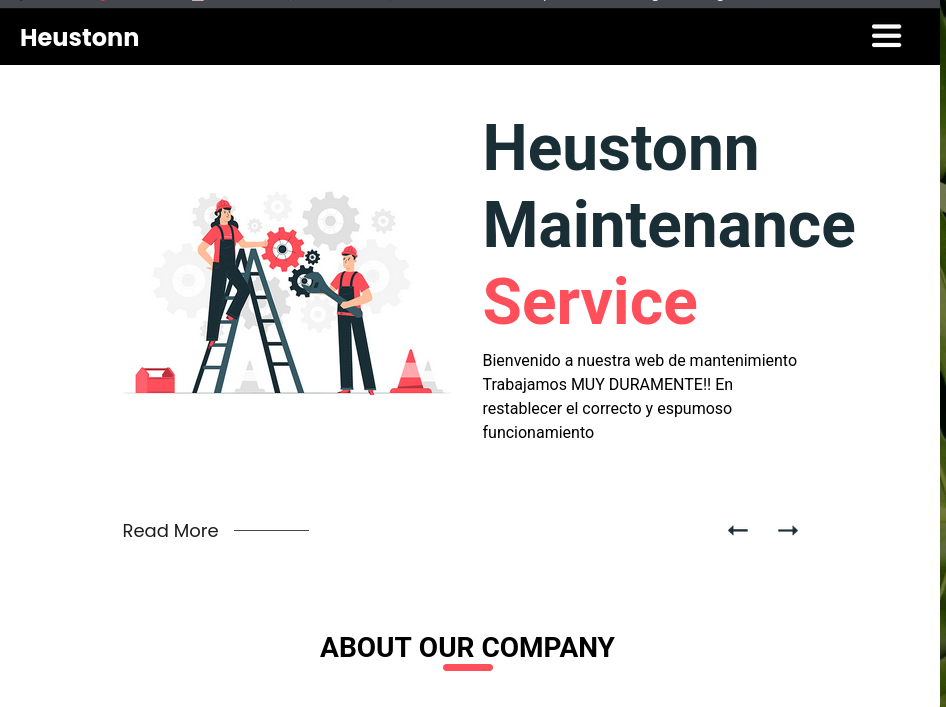 Heustonn
Heustonn
Maintenance
Service
Bienvenido a nuestra web de mantenimiento
Trabajamos MUY DURAMENTE!! En
restablecer el correcto y espumoso
funcionamiento
Read More
ABOUT OUR COMPANY